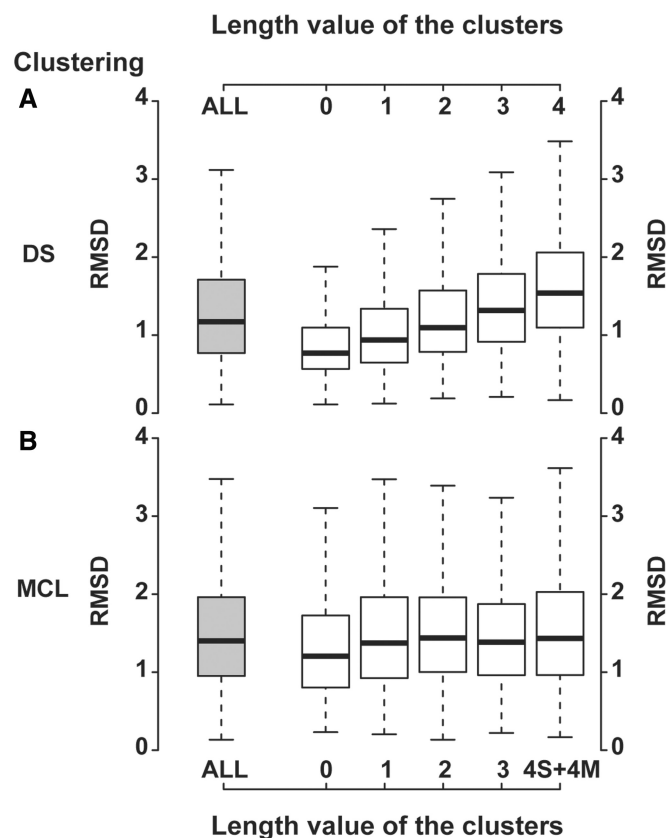 Length value of the clusters
Clustering
A
ALL 0 1 2 3 4
4 4
3 3
DS RMSD 2 2 RMSD
1 1
0 0
B
4 4
3 3
MCL RMSD 2 2 RMSD
1 1
0 0
ALL 0 1 2 3 4S+4M
Length value of the clusters